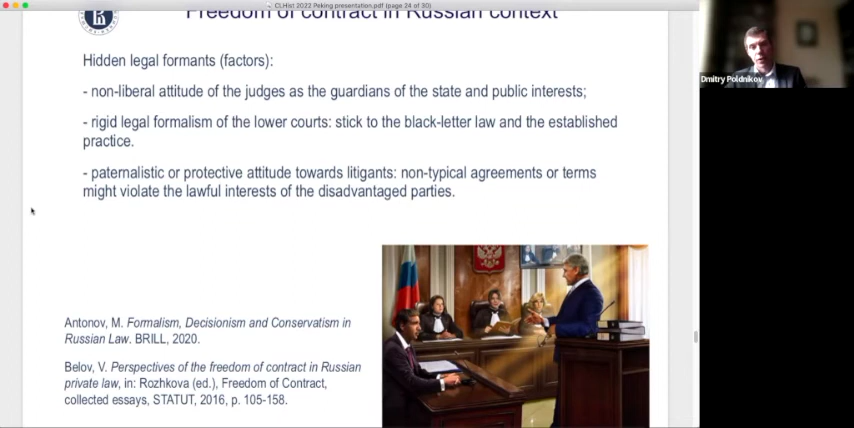 CLHist 2022 Peking presentation.pdf (page 24 of 30)
Freedom of contract in Russian context
Hidden legal formants (factors):
- non-liberal attitude of the judges as the guardians of the state and public interests;
- rigid legal formalism of the lower courts: stick to the black-letter law and the established
practice.
- paternalistic or protective attitude towards litigants: non-typical agreements or terms
might violate the lawful interests of the disadvantaged parties.
Antonov, M. Formalism, Decisionism and Conservatism in
Russian Law. BRILL, 2020.
Belov, V. Perspectives of the freedom of contract in Russian
private law, in: Rozhkova (ed.), Freedom of Contract,
collected essays, STATUT, 2016, p. 105-158.
Dmitry Poldnikov